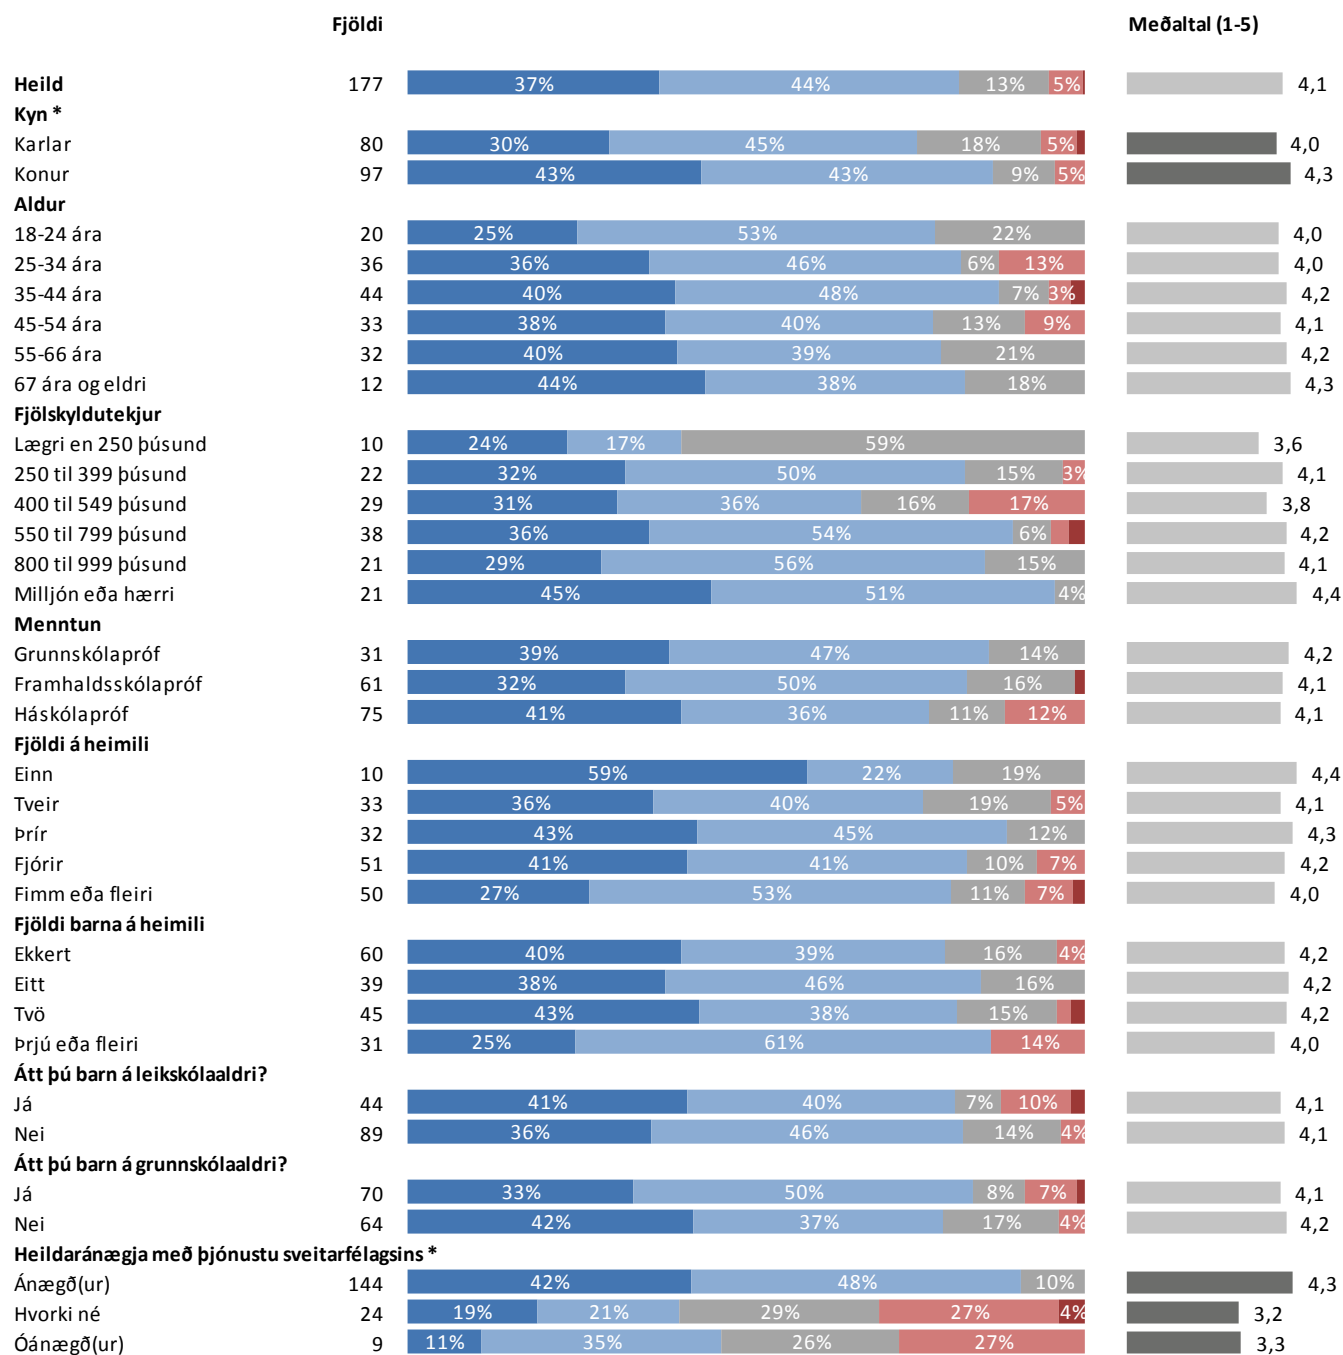 Fjöldi Meðaltal (1-5)
Heild 177 37% 44% 13% 5% 4,1
Kyn *
Karlar 80 30% 45% 18% 5% 4,0
Konur 97 43% 43% 9% 5% 4,3
Aldur
18-24 ára 20 25% 53% 22% 4,0
25-34 ára 36 36% 46% 6% 13% 4,0
35-44 ára 44 40% 48% 7% 3% 4,2
45-54 ára 33 38% 40% 13% 9% 4,1
55-66 ára 32 40% 39% 21% 4,2
67 ára og eldri 12 44% 38% 18% 4,3
Fjölskyldutekjur
Lægri en 250 þúsund 10 24% 17% 59% 3,6
250 til 399 þúsund 22 32% 50% 15% 3% 4,1
400 til 549 þúsund 29 31% 36% 16% 17% 3,8
550 til 799 þúsund 38 36% 54% 6% 4,2
800 til 999 þúsund 21 29% 56% 15% 4,1
Milljón eða hærri 21 45% 51% 4% 4,4
Menntun
Grunnskólapróf 31 39% 47% 14% 4,2
Framhaldsskólapróf 61 32% 50% 16% 4,1
Háskólapróf 75 41% 36% 11% 12% 4,1
Fjöldi á heimili
Einn 10 59% 22% 19% 4,4
Tveir 33 36% 40% 19% 5% 4,1
Þrír 32 43% 45% 12% 4,3
Fjórir 51 41% 41% 10% 7% 4,2
Fimm eða fleiri 50 27% 53% 11% 7% 4,0
Fjöldi barna á heimili
Ekkert 60 40% 39% 16% 4% 4,2
Eitt 39 38% 46% 16% 4,2
Tvö 45 43% 38% 15% 4,2
Þrjú eða fleiri 31 25% 61% 14% 4,0
Átt þú barn á leikskólaaldri?
Já 44 41% 40% 7% 10% 4,1
Nei 89 36% 46% 14% 4% 4,1
Átt þú barn á grunnskólaaldri?
Já 70 33% 50% 8% 7% 4,1
Nei 64 42% 37% 17% 4% 4,2
Heildaránægja með þjónustu sveitarfélagsins *
Ánægð(ur) 144 42% 48% 10% 4,3
Hvorki né 24 19% 21% 29% 27% 4% 3,2
Óánægð(ur) 9 11% 35% 26% 27% 3,3